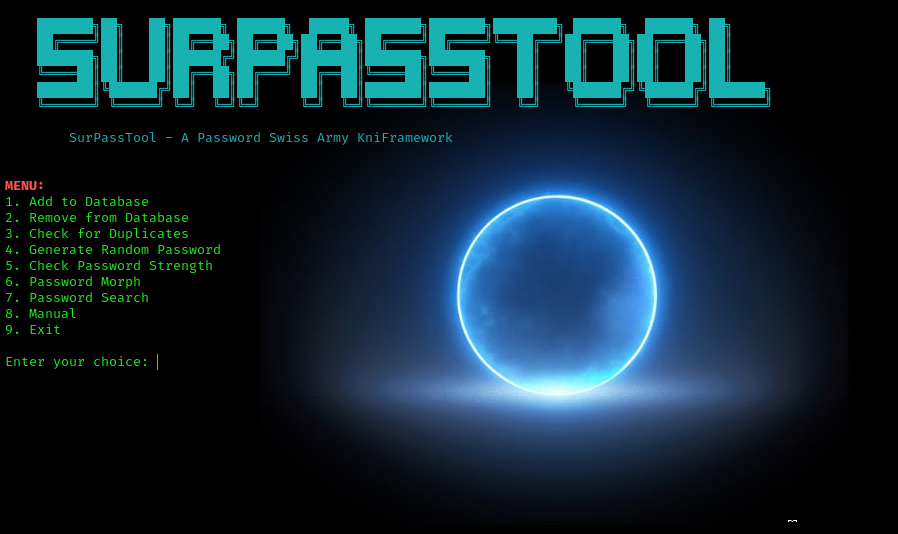 SURPASSTOOL
SurPassTool - A Password Swiss Army KniFramework
MENU:
1. Add to Database
2. Remove from Database
3. Check for Duplicates
4. Generate Random Password
5. Check Password Strength
6. Password Morph
7. Password Search
8. Manual
9. Exit
Enter your choice: